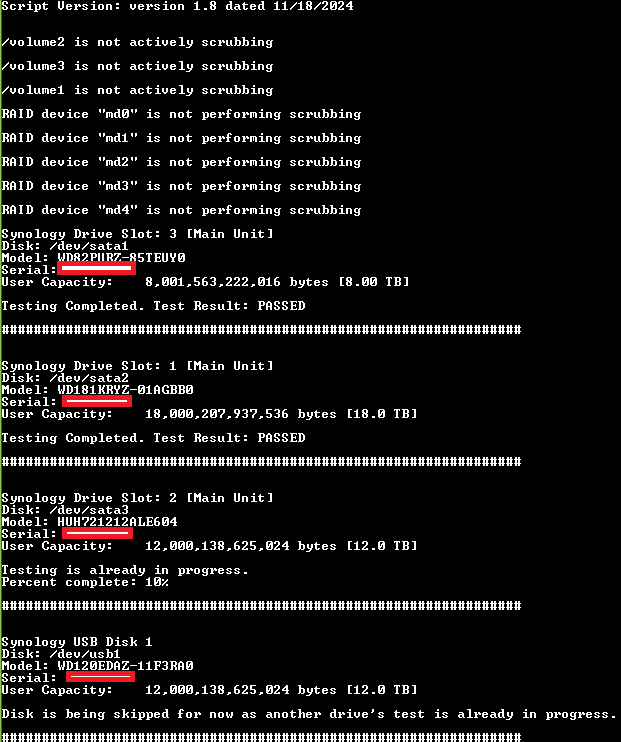 Script Version: version 1.8 dated 11/18/2024
/volume2 is not actively scrubbing
/volume3 is not actively scrubbing
/volume1 is not actively scrubbing
RAID device "md0" is not performing scrubbing
RAID device "md1" is not performing scrubbing
RAID device "md2" is not performing scrubbing
RAID device "md3" is not performing scrubbing
RAID device "md4" is not performing scrubbing
Synology Drive Slot: 3 [Main Unit]
Disk: /dev/sata1
Model: WD82PURZ-85TEUY0
Serial:
User Capacity:    8,001,563,222,016 bytes [8.00 TB]
Testing Completed. Test Result: PASSED
#################################################################
Synology Drive Slot: 1 [Main Unit]
Disk: /dev/sata2
Model: WD181KRYZ-01AGBB0
Serial:
User Capacity:    18,000,207,937,536 bytes [18.0 TB]
Testing Completed. Test Result: PASSED
#################################################################
Synology Drive Slot: 2 [Main Unit]
Disk: /dev/sata3
Model: HUH721212ALE604
Serial:
User Capacity:    12,000,138,625,024 bytes [12.0 TB]
Testing is already in progress.
Percent complete: 10%
#################################################################
Synology USB Disk 1
Disk: /dev/usb1
Model: WD120EDAZ-11F3RA0
Serial:
User Capacity:    12,000,138,625,024 bytes [12.0 TB]
Disk is being skipped for now as another drive's test is already in progress.
#################################################################